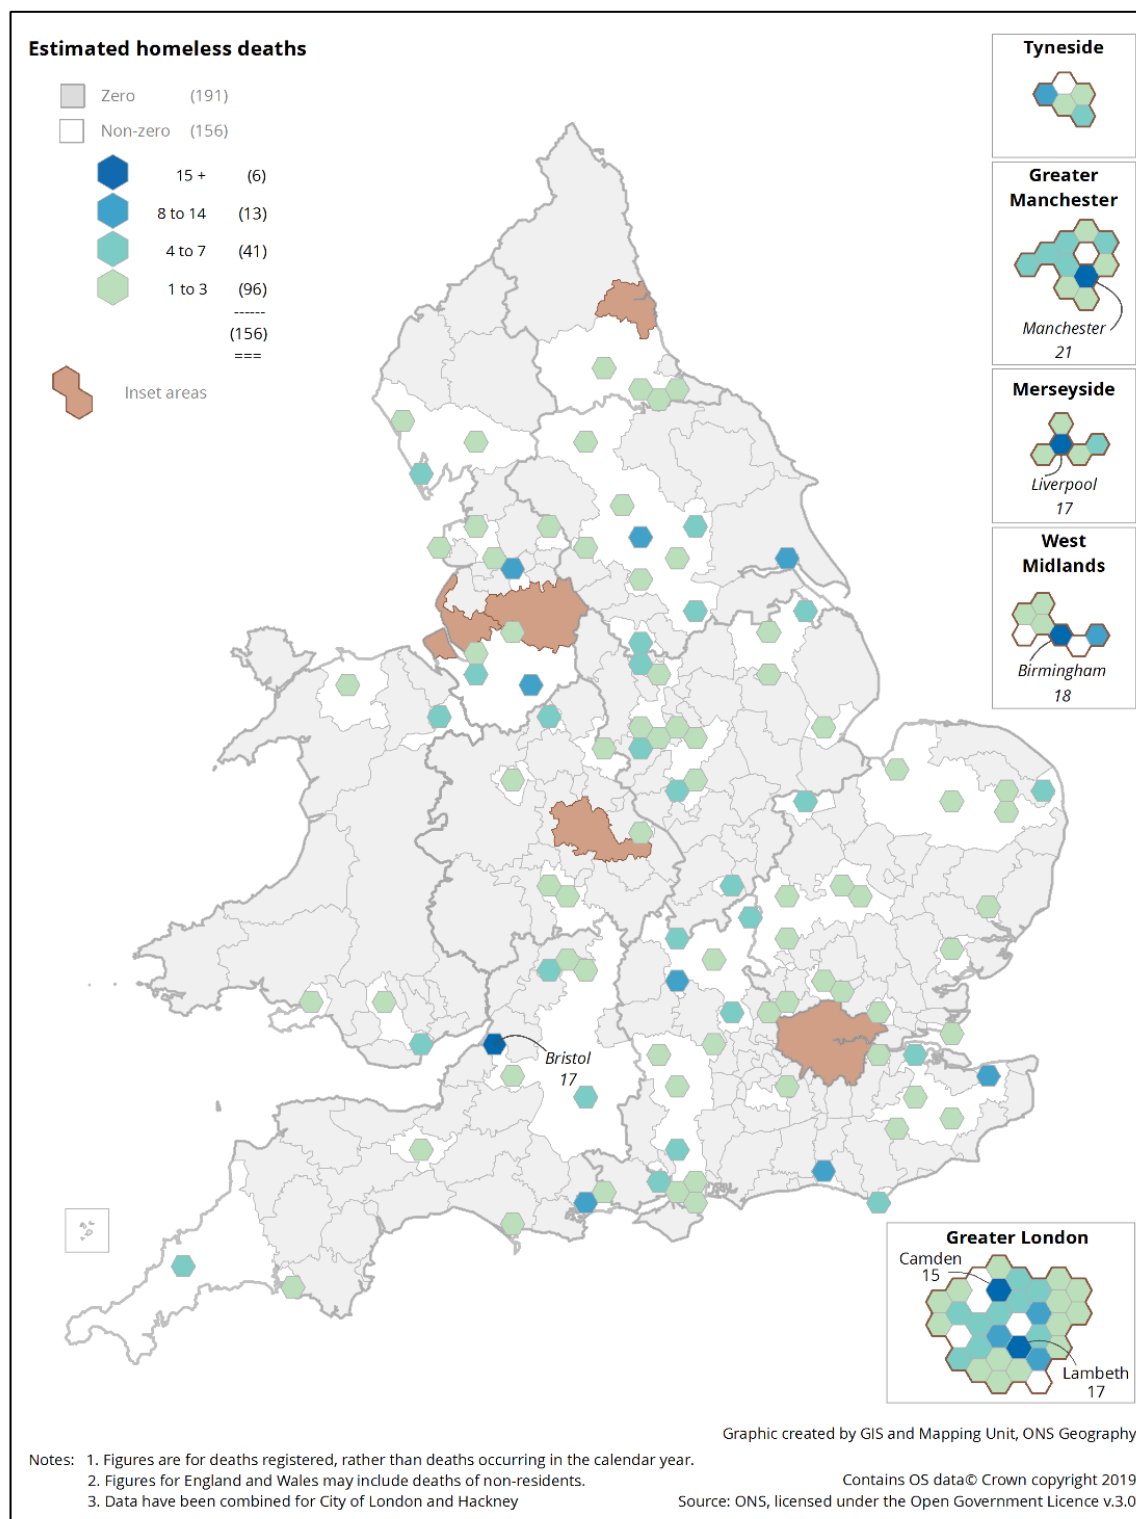 Estimated homeless deaths
Zero (191)
Non-zero (156)
15 + (6)
8 to 14 (13)
4 to 7 (41)
1 to 3 (96)
------
(156)
===
Inset areas
Tyneside
Greater
Manchester
Manchester
21
Merseyside
Liverpool
17
West
Midlands
Birmingham
18
Bristol
17
Greater London
Camden
15
Lambeth
17
Graphic created by GIS and Mapping Unit, ONS Geography
Notes: 1. Figures are for deaths registered, rather than deaths occurring in the calendar year.
2. Figures for England and Wales may include deaths of non-residents.
3. Data have been combined for City of London and Hackney
Contains OS data© Crown copyright 2019
Source: ONS, licensed under the Open Government Licence v.3.0